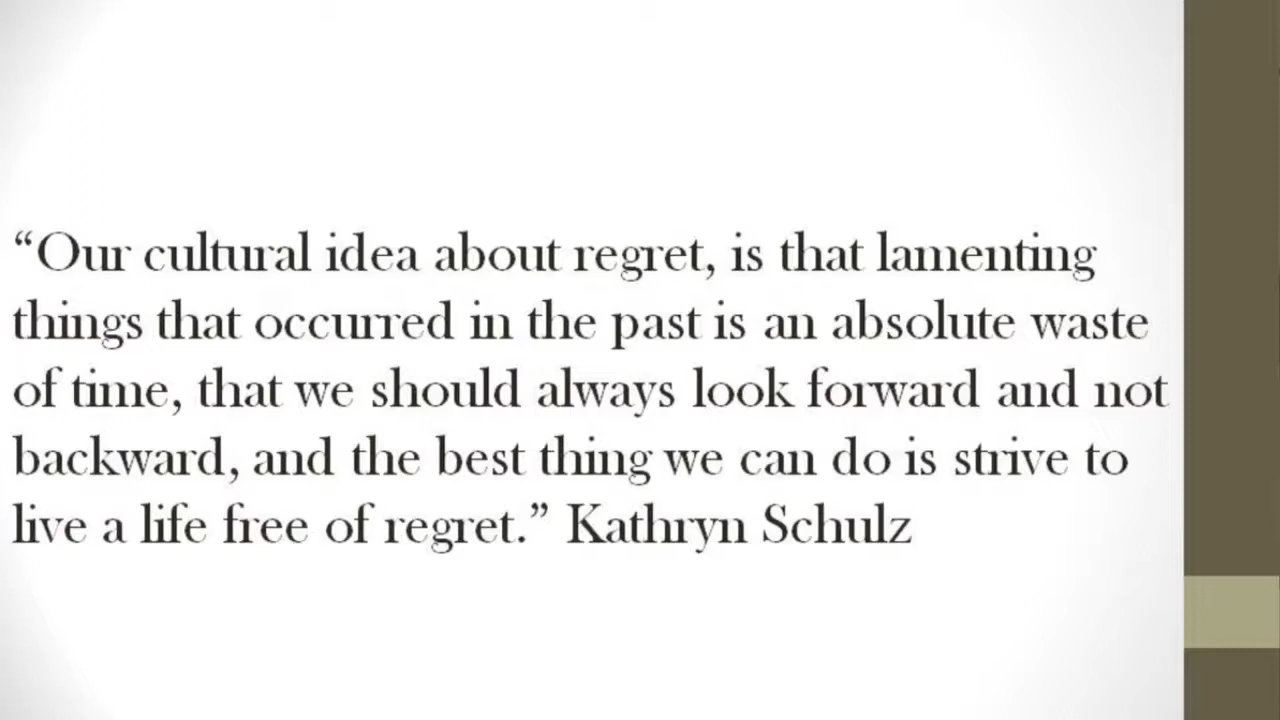 “Our cultural idea about regret, is that lamenting
things that occurred in the past is an absolute waste
of time, that we should always look forward and not
backward, and the best thing we can do is strive to
live a life free of regret.” Kathryn Schulz